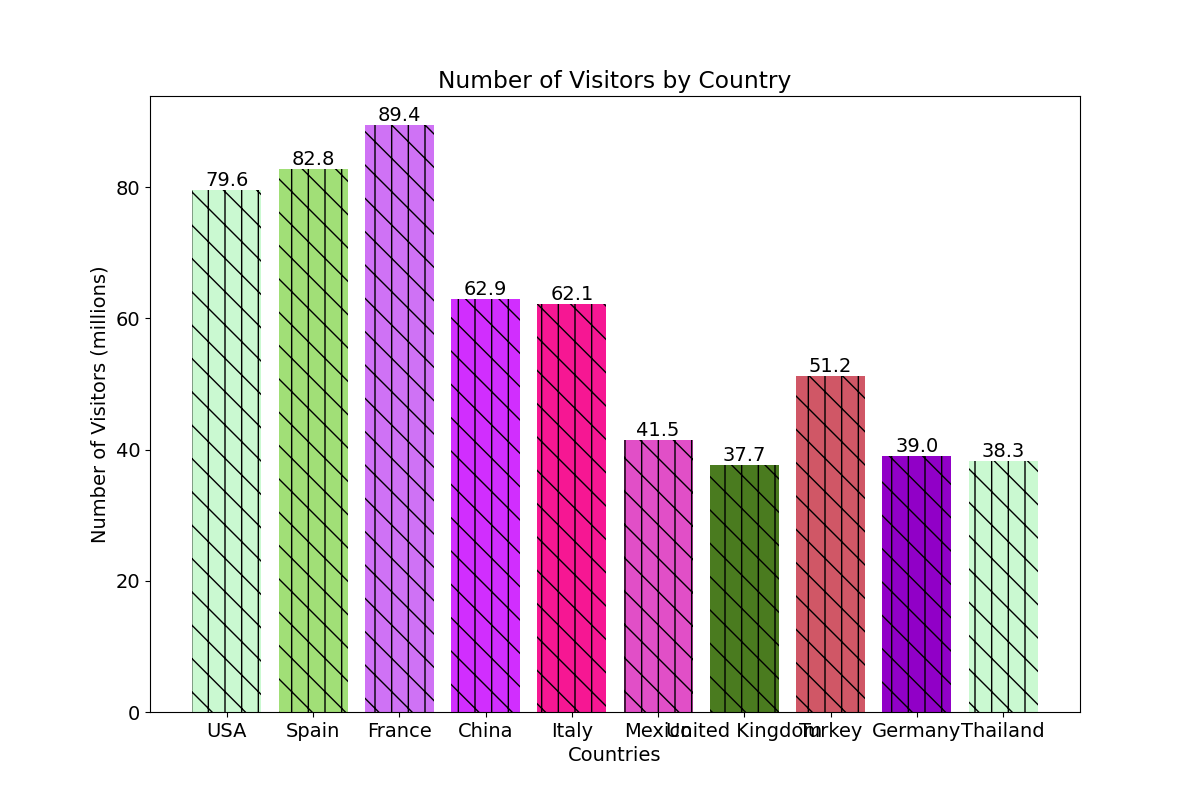 Number of Visitors by Country
Number of Visitors (millions)
80
60
40
20
0
79.6
82.8
89.4
62.9
62.1
41.5
37.7
51.2
39.0
38.3
USA
Spain
France
China
Italy
Mexico
United Kingdom
Turkey
Germany
Thailand
Countries